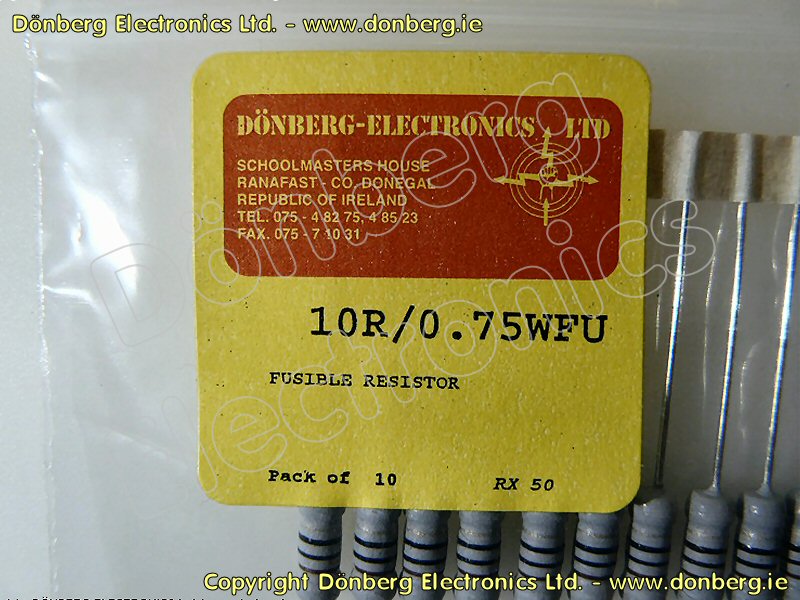 Dönberg Electronics Ltd. - www.donberg.ie
DÖNBERG-ELECTRONICS LTD
SCHOOLMASTERS HOUSE
RANAFAST - CO. DONEGAL
REPUBLIC OF IRELAND
TEL. 075 - 4 82 75, 4 85 23
FAX. 075 - 7 10 31
Dönberg
Electronics
10R/0.75WFU
FUSIBLE RESISTOR
Pack of 10 RX 50
Copyright Dönberg Electronics Ltd. - www.donberg.ie